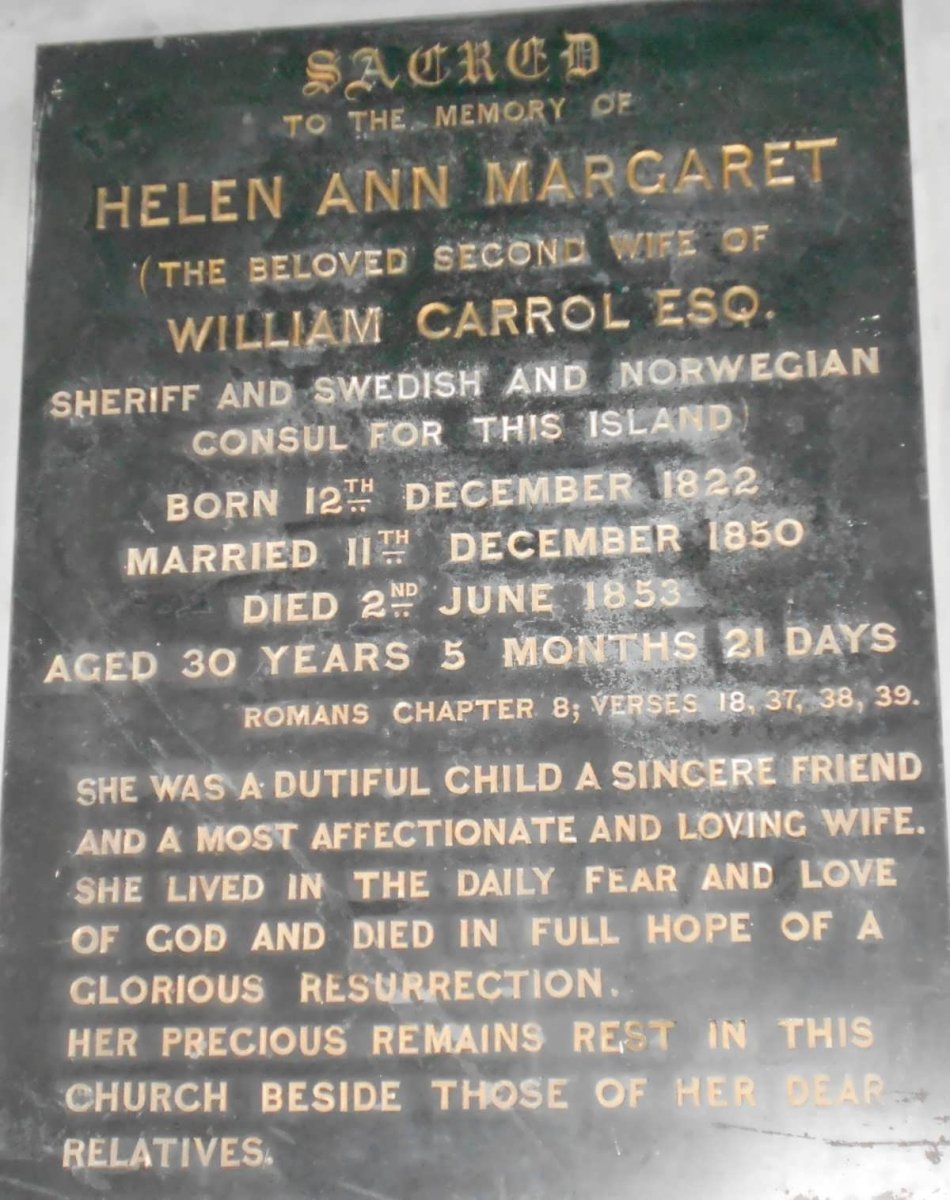 SACRED
TO THE MEMORY OF
HELEN ANN MARGARET
(THE BELOVED SECOND WIFE OF
WILLIAM CARROL ESQ.
SHERIFF AND SWEDISH AND NORWEGIAN
CONSUL FOR THIS ISLAND)
BORN 12TH DECEMBER 1822
MARRIED 11TH DECEMBER 1850
DIED 2ND JUNE 1853
AGED 30 YEARS 5 MONTHS 21 DAYS
ROMANS CHAPTER 8; VERSES 18, 37, 38, 39.
SHE WAS A DUTIFUL CHILD A SINCERE FRIEND
AND A MOST AFFECTIONATE AND LOVING WIFE.
SHE LIVED IN THE DAILY FEAR AND LOVE
OF GOD AND DIED IN FULL HOPE OF A
GLORIOUS RESURRECTION.
HER PRECIOUS REMAINS REST IN THIS
CHURCH BESIDE THOSE OF HER DEAR
RELATIVES.